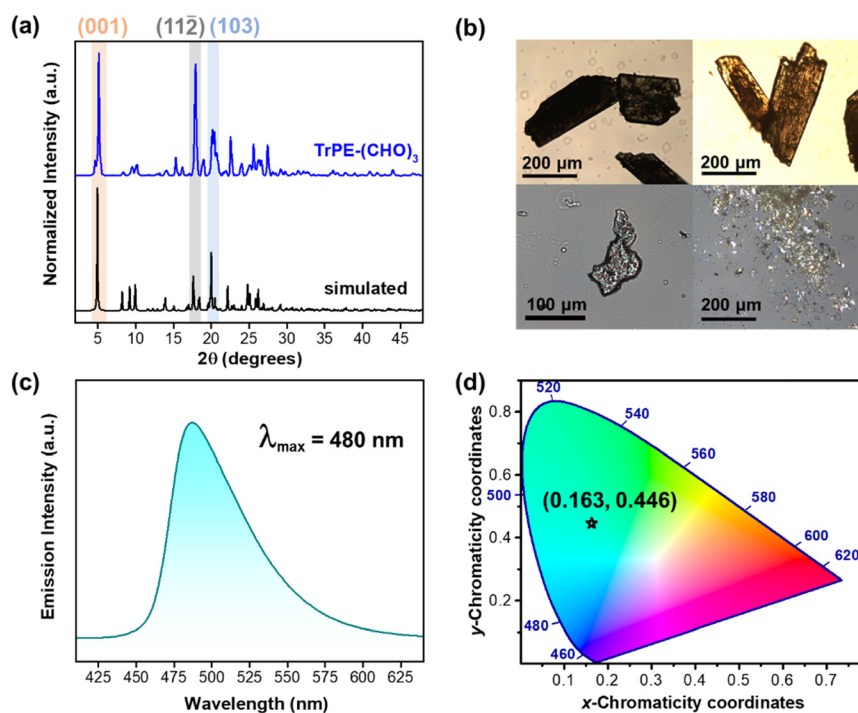 (a)
(001)
(112̄)
(103)
Normalized Intensity (a.u.)
TrPE-(CHO)₃
simulated
5 10 15 20 25 30 35 40 45
2θ (degrees)
(b)
200 μm
200 μm
100 μm
200 μm
(c)
Emission Intensity (a.u.)
λmax = 480 nm
425 450 475 500 525 550 575 600 625
Wavelength (nm)
(d)
y-Chromaticity coordinates
0.8
0.6
0.4
0.2
520
540
560
500
(0.163, 0.446)
580
600
620
480
460
0.1 0.2 0.3 0.4 0.5 0.6 0.7
x-Chromaticity coordinates